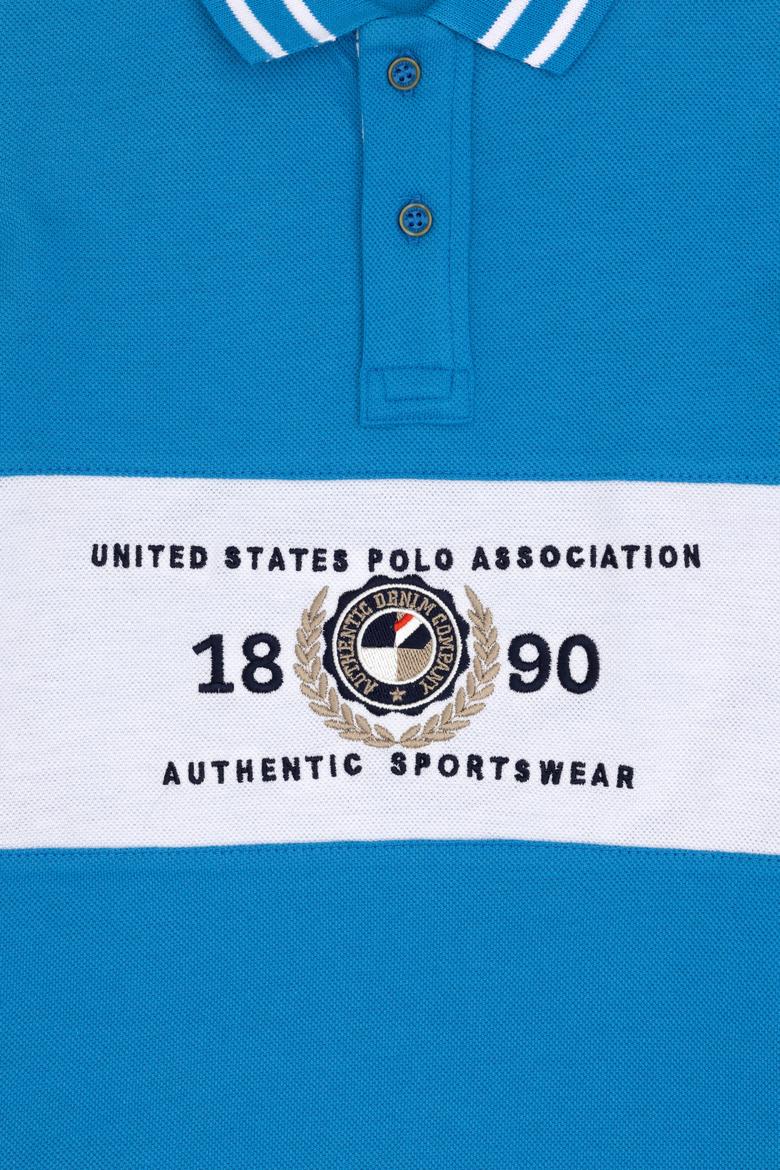 UNITED STATES POLO ASSOCIATION
AUTHENTIC DENIM COMPANY
18 90
AUTHENTIC SPORTSWEAR